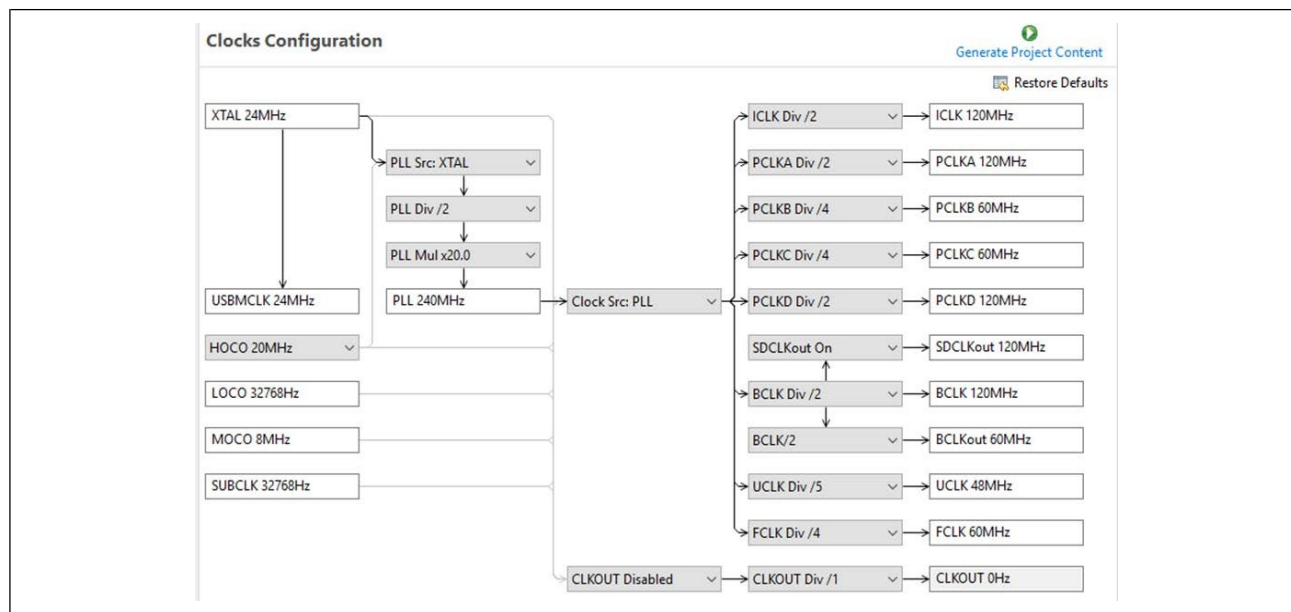 Clocks Configuration
Generate Project Content
Restore Defaults
XTAL 24MHz
PLL Src: XTAL
PLL Div /2
PLL Mul x20.0
USBMCLK 24MHz
PLL 240MHz
HOCO 20MHz
LOCO 32768Hz
MOCO 8MHz
SUBCLK 32768Hz
Clock Src: PLL
CLKOUT Disabled
ICLK Div /2
ICLK 120MHz
PCLKA Div /2
PCLKA 120MHz
PCLKB Div /4
PCLKB 60MHz
PCLKC Div /4
PCLKC 60MHz
PCLKD Div /2
PCLKD 120MHz
SDCLKout On
SDCLKout 120MHz
BCLK Div /2
BCLK 120MHz
BCLK/2
BCLKout 60MHz
UCLK Div /5
UCLK 48MHz
FCLK Div /4
FCLK 60MHz
CLKOUT Div /1
CLKOUT 0Hz